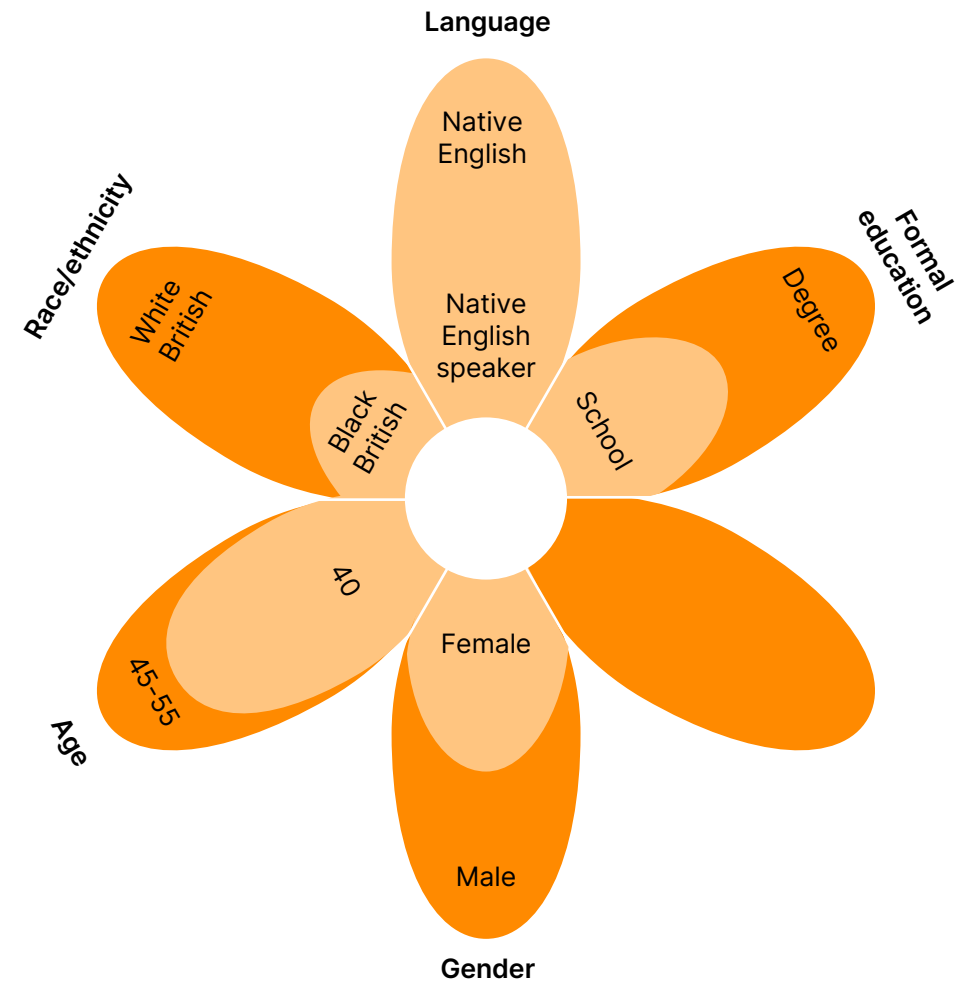 Language
Native
English
Native
English
speaker
Formal
education
Degree
School
Race/ethnicity
White
British
Black
British
40
45-55
Age
Female
Male
Gender